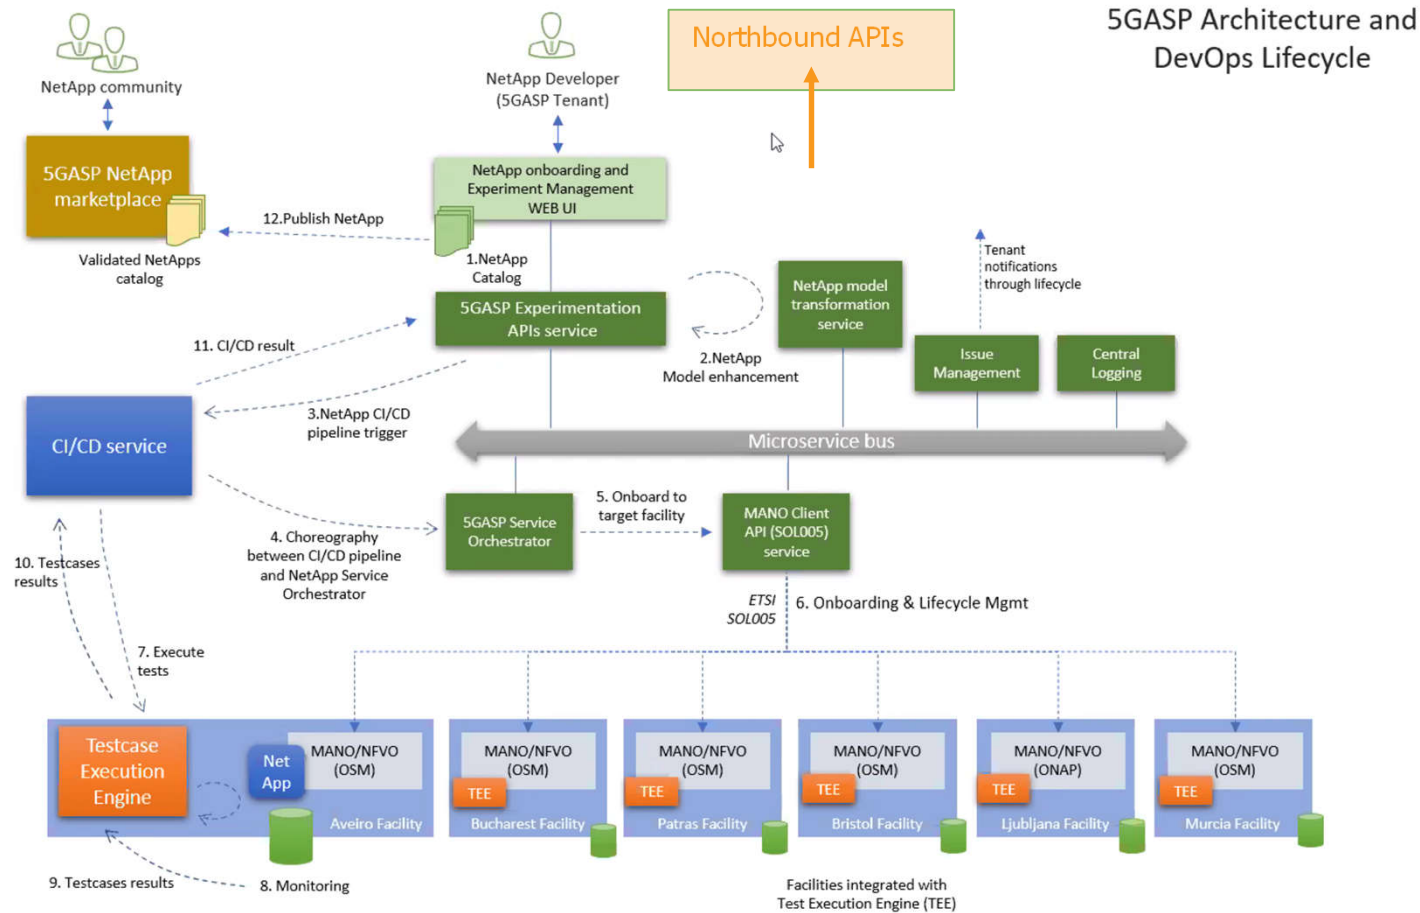 5GASP Architecture and
DevOps Lifecycle
Northbound APIs
NetApp community
NetApp Developer
(5GASP Tenant)
5GASP NetApp
marketplace
Validated NetApps
catalog
12.Publish NetApp
NetApp onboarding and
Experiment Management
WEB UI
1.NetApp
Catalog
5GASP Experimentation
APIs service
2.NetApp
Model enhancement
NetApp model
transformation
service
Tenant
notifications
through lifecycle
Issue
Management
Central
Logging
11. CI/CD result
3.NetApp CI/CD
pipeline trigger
CI/CD service
Microservice bus
4. Choreography
between CI/CD pipeline
and NetApp Service
Orchestrator
5GASP Service
Orchestrator
5. Onboard to
target facility
MANO Client
API (SOL005)
service
ETSI
SOL005
6. Onboarding & Lifecycle Mgmt
10. Testcases
results
7. Execute
tests
Testcase
Execution
Engine
Net
App
MANO/NFVO
(OSM)
Aveiro Facility
MANO/NFVO
(OSM)
TEE
Bucharest Facility
MANO/NFVO
(OSM)
TEE
Patras Facility
MANO/NFVO
(OSM)
TEE
Bristol Facility
MANO/NFVO
(ONAP)
TEE
Ljubljana Facility
MANO/NFVO
(OSM)
TEE
Murcia Facility
9. Testcases results
8. Monitoring
Facilities integrated with
Test Execution Engine (TEE)